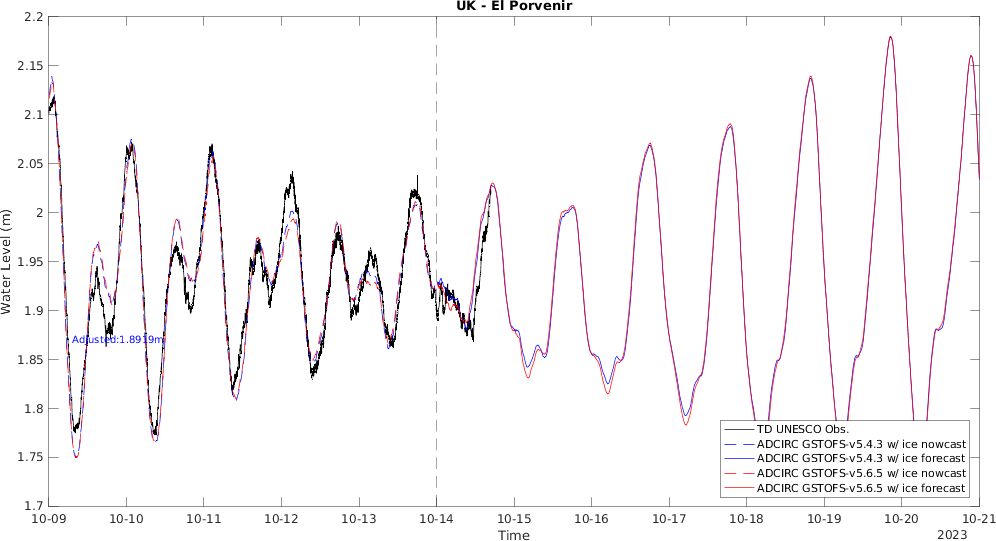 UK - El Porvenir
2.2
2.15
2.1
2.05
2
1.95
1.9
1.85
1.8
1.75
1.7
Water Level (m)
Adjusted:1.8919m
TD UNESCO Obs.
ADCIRC GSTOFS-v5.4.3 w/ ice nowcast
ADCIRC GSTOFS-v5.4.3 w/ ice forecast
ADCIRC GSTOFS-v5.6.5 w/ ice nowcast
ADCIRC GSTOFS-v5.6.5 w/ ice forecast
10-09 10-10 10-11 10-12 10-13 10-14 10-15 10-16 10-17 10-18 10-19 10-20 10-21
Time
2023